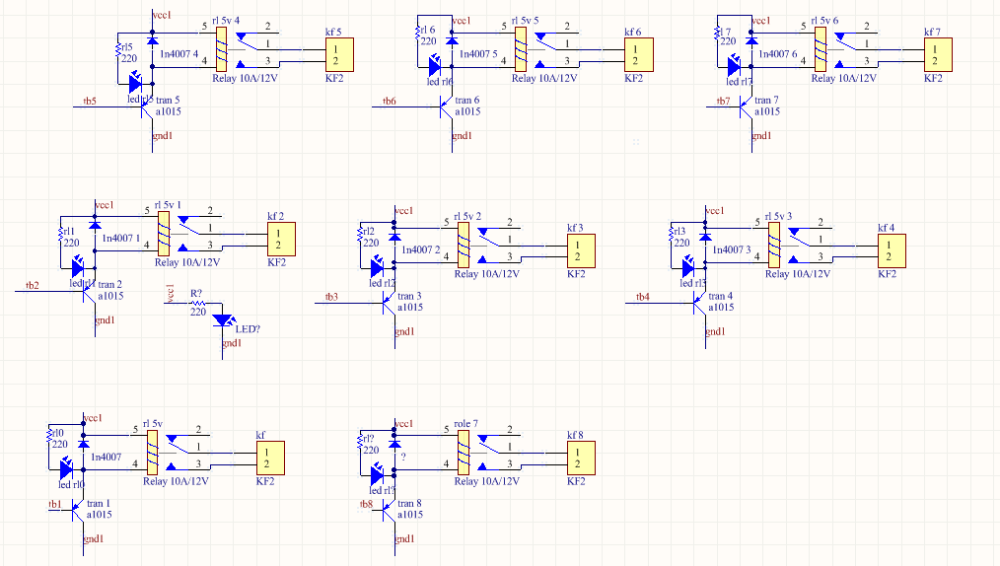 vcc1
rl 5v 4
5
2
rl5
220
1n4007 4
1
4
3
kf 5
1
2
KF2
Relay 10A/12V
led rl5
tb5
tran 5
a1015
gnd1
vcc1
rl 5v 5
5
2
rl 6
220
1n4007 5
1
4
3
kf 6
1
2
KF2
Relay 10A/12V
led rl6
tb6
tran 6
a1015
gnd1
vcc1
rl 5v 6
5
2
rl 7
220
1n4007 6
1
4
3
kf 7
1
2
KF2
Relay 10A/12V
led rl7
tb7
tran 7
a1015
gnd1
vcc1
rl 5v 1
5
2
rl1
220
1n4007 1
1
4
3
kf 2
1
2
KF2
Relay 10A/12V
led rl1
tb2
tran 2
a1015
gnd1
vcc1
R?
220
LED?
gnd1
vcc1
rl 5v 2
5
2
rl2
220
1n4007 2
1
4
3
kf 3
1
2
KF2
Relay 10A/12V
led rl2
tb3
tran 3
a1015
gnd1
vcc1
rl 5v 3
5
2
rl3
220
1n4007 3
1
4
3
kf 4
1
2
KF2
Relay 10A/12V
led rl3
tb4
tran 4
a1015
gnd1
vcc1
rl 5v
5
2
rl0
220
1n4007
1
4
3
kf
1
2
KF2
Relay 10A/12V
led rl0
tb1
tran 1
a1015
gnd1
vcc1
role 7
5
2
rl?
220
?
1
4
3
kf 8
1
2
KF2
Relay 10A/12V
led rl?
tb8
tran 8
a1015
gnd1